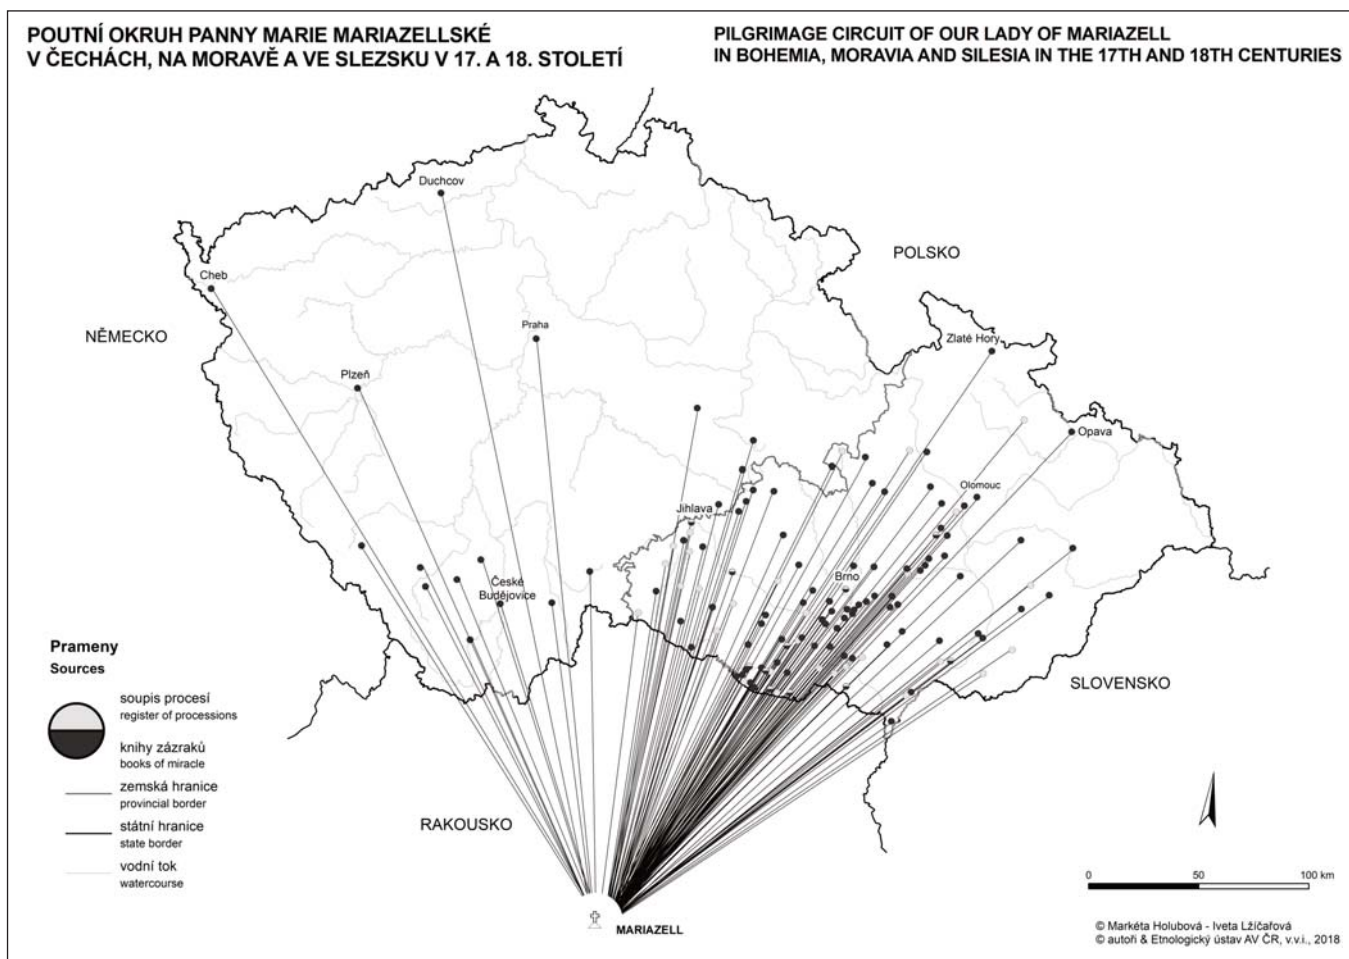 POUTNÍ OKRUH PANNY MARIE MARIAZELLSKÉ
V ČECHÁCH, NA MORAVĚ A VE SLEZSKU V 17. A 18. STOLETÍ
PILGRIMAGE CIRCUIT OF OUR LADY OF MARIAZELL
IN BOHEMIA, MORAVIA AND SILESIA IN THE 17TH AND 18TH CENTURIES
Duchcov
POLSKO
Cheb
NĚMECKO
Praha
Zlaté Hory
Plzeň
Opava
Olomouc
Jihlava
Brno
České
Budějovice
SLOVENSKO
RAKOUSKO
MARIAZELL
Prameny
Sources
soupis procesí
register of processions
knihy zázraků
books of miracle
zemská hranice
provincial border
státní hranice
state border
vodní tok
watercourse
0 50 100 km
© Markéta Holubová - Iveta Lžíčařová
© autoři & Etnologický ústav AV ČR, v.v.i., 2018